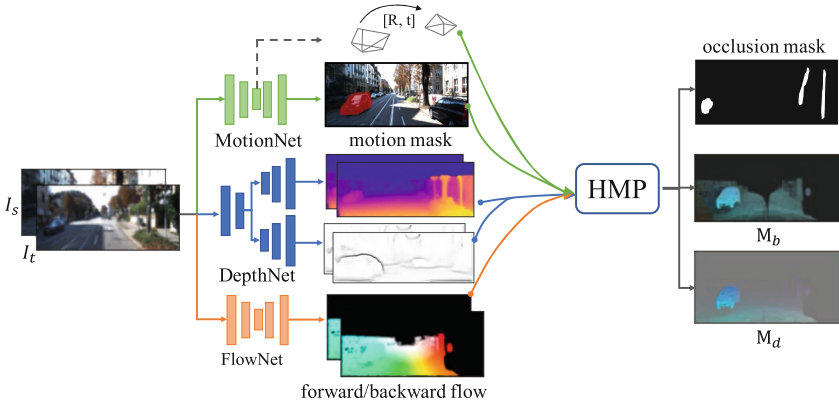 [R, t]
occlusion mask
MotionNet
motion mask
I_s
I_t
HMP
M_b
DepthNet
M_d
FlowNet
forward/backward flow